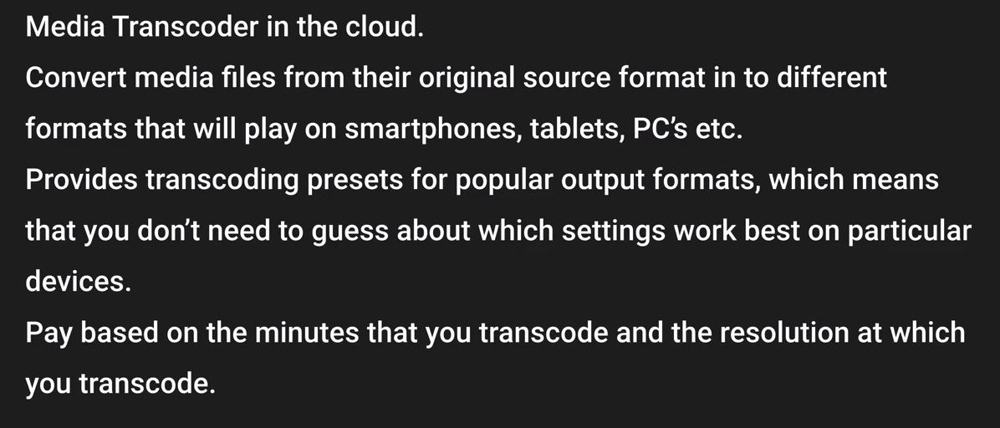 Media Transcoder in the cloud.
Convert media files from their original source format in to different
formats that will play on smartphones, tablets, PC’s etc.
Provides transcoding presets for popular output formats, which means
that you don’t need to guess about which settings work best on particular
devices.
Pay based on the minutes that you transcode and the resolution at which
you transcode.